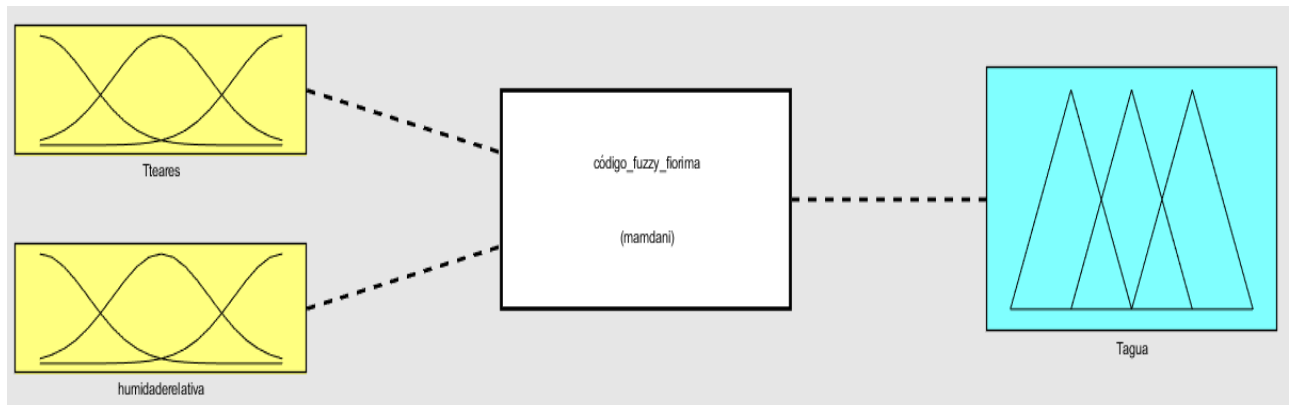 Tteares
código_fuzzy_fiorima
(mamdani)
humidaderelativa
Tagua